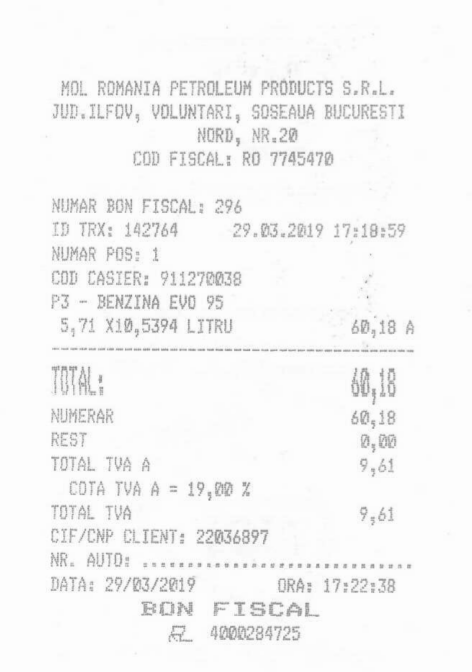 MOL ROMANIA PETROLEUM PRODUCTS S.R.L.
JUD.ILFOV, VOLUNTARI, SOSEAUA BUCURESTI
NORD, NR.20
COD FISCAL: RO 7745470
NUMAR BON FISCAL: 296
ID TRX: 142764 29.03.2019 17:18:59
NUMAR POS: 1
COD CASIER: 911270038
P3 - BENZINA EVO 95
5,71 X10,5394 LITRU 60,18 A
TOTAL: 60,18
NUMERAR 60,18
REST 0,00
TOTAL TVA A 9,61
COTA TVA A = 19,00 %
TOTAL TVA 9,61
CIF/CNP CLIENT: 22036897
NR. AUTO: ................................
DATA: 29/03/2019 ORA: 17:22:38
BON FISCAL
4000284725